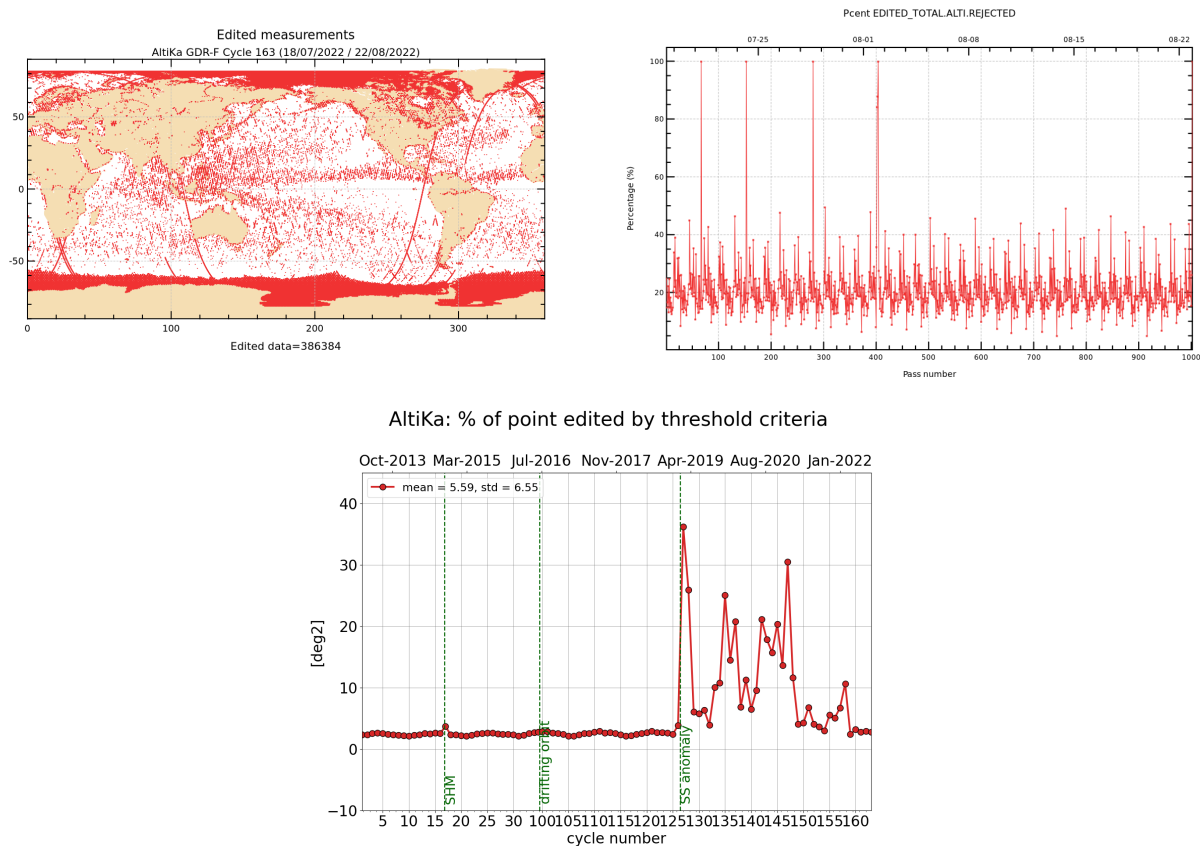 Edited measurements
AltiKa GDR-F Cycle 163 (18/07/2022 / 22/08/2022)
50
0
-50
0 100 200 300
Edited data=386384
Pcent EDITED_TOTAL.ALTI.REJECTED
07-25 08-01 08-08 08-15 08-22
Percentage (%)
100
80
60
40
20
100 200 300 400 500 600 700 800 900 1000
Pass number
AltiKa: % of point edited by threshold criteria
Oct-2013 Mar-2015 Jul-2016 Nov-2017 Apr-2019 Aug-2020 Jan-2022
mean = 5.59, std = 6.55
[deg2]
40
30
20
10
0
−10
SHM
drifting orbit
SS anomaly
5 10 15 20 25 30 100 105 110 115 120 125 130 135 140 145 150 155 160
cycle number